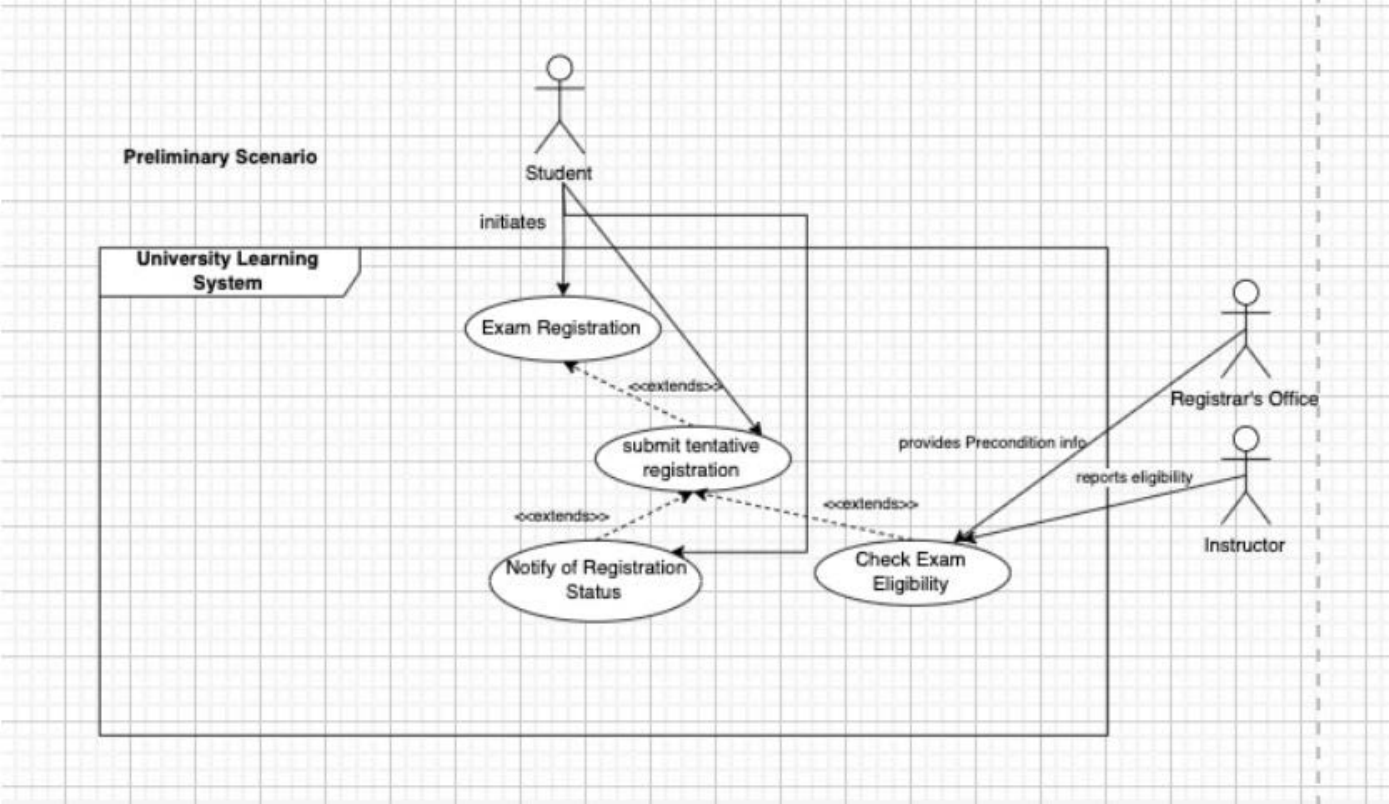 Student
Preliminary Scenario
initiates
University Learning
System
Exam Registration
<<extends>>
submit tentative
registration
Registrar's Office
provides Precondition info
reports eligibility
<<extends>>
<<extends>>
Instructor
Notify of Registration
Status
Check Exam
Eligibility